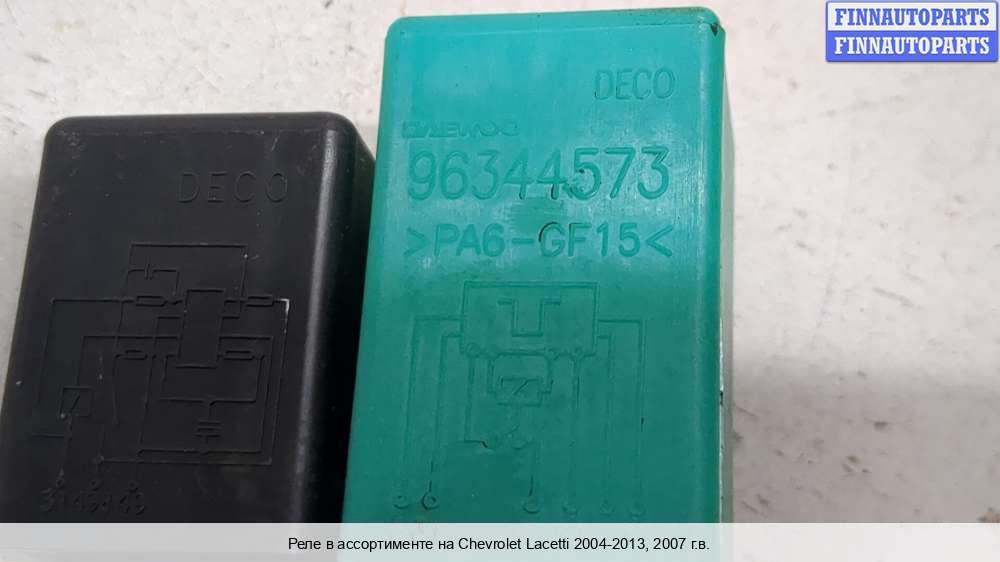 FINNAUTOPARTS
FINNAUTOPARTS
DECO
DAEWOO
96344573
>PA6-GF15<
DECO
Реле в ассортименте на Chevrolet Lacetti 2004-2013, 2007 г.в.